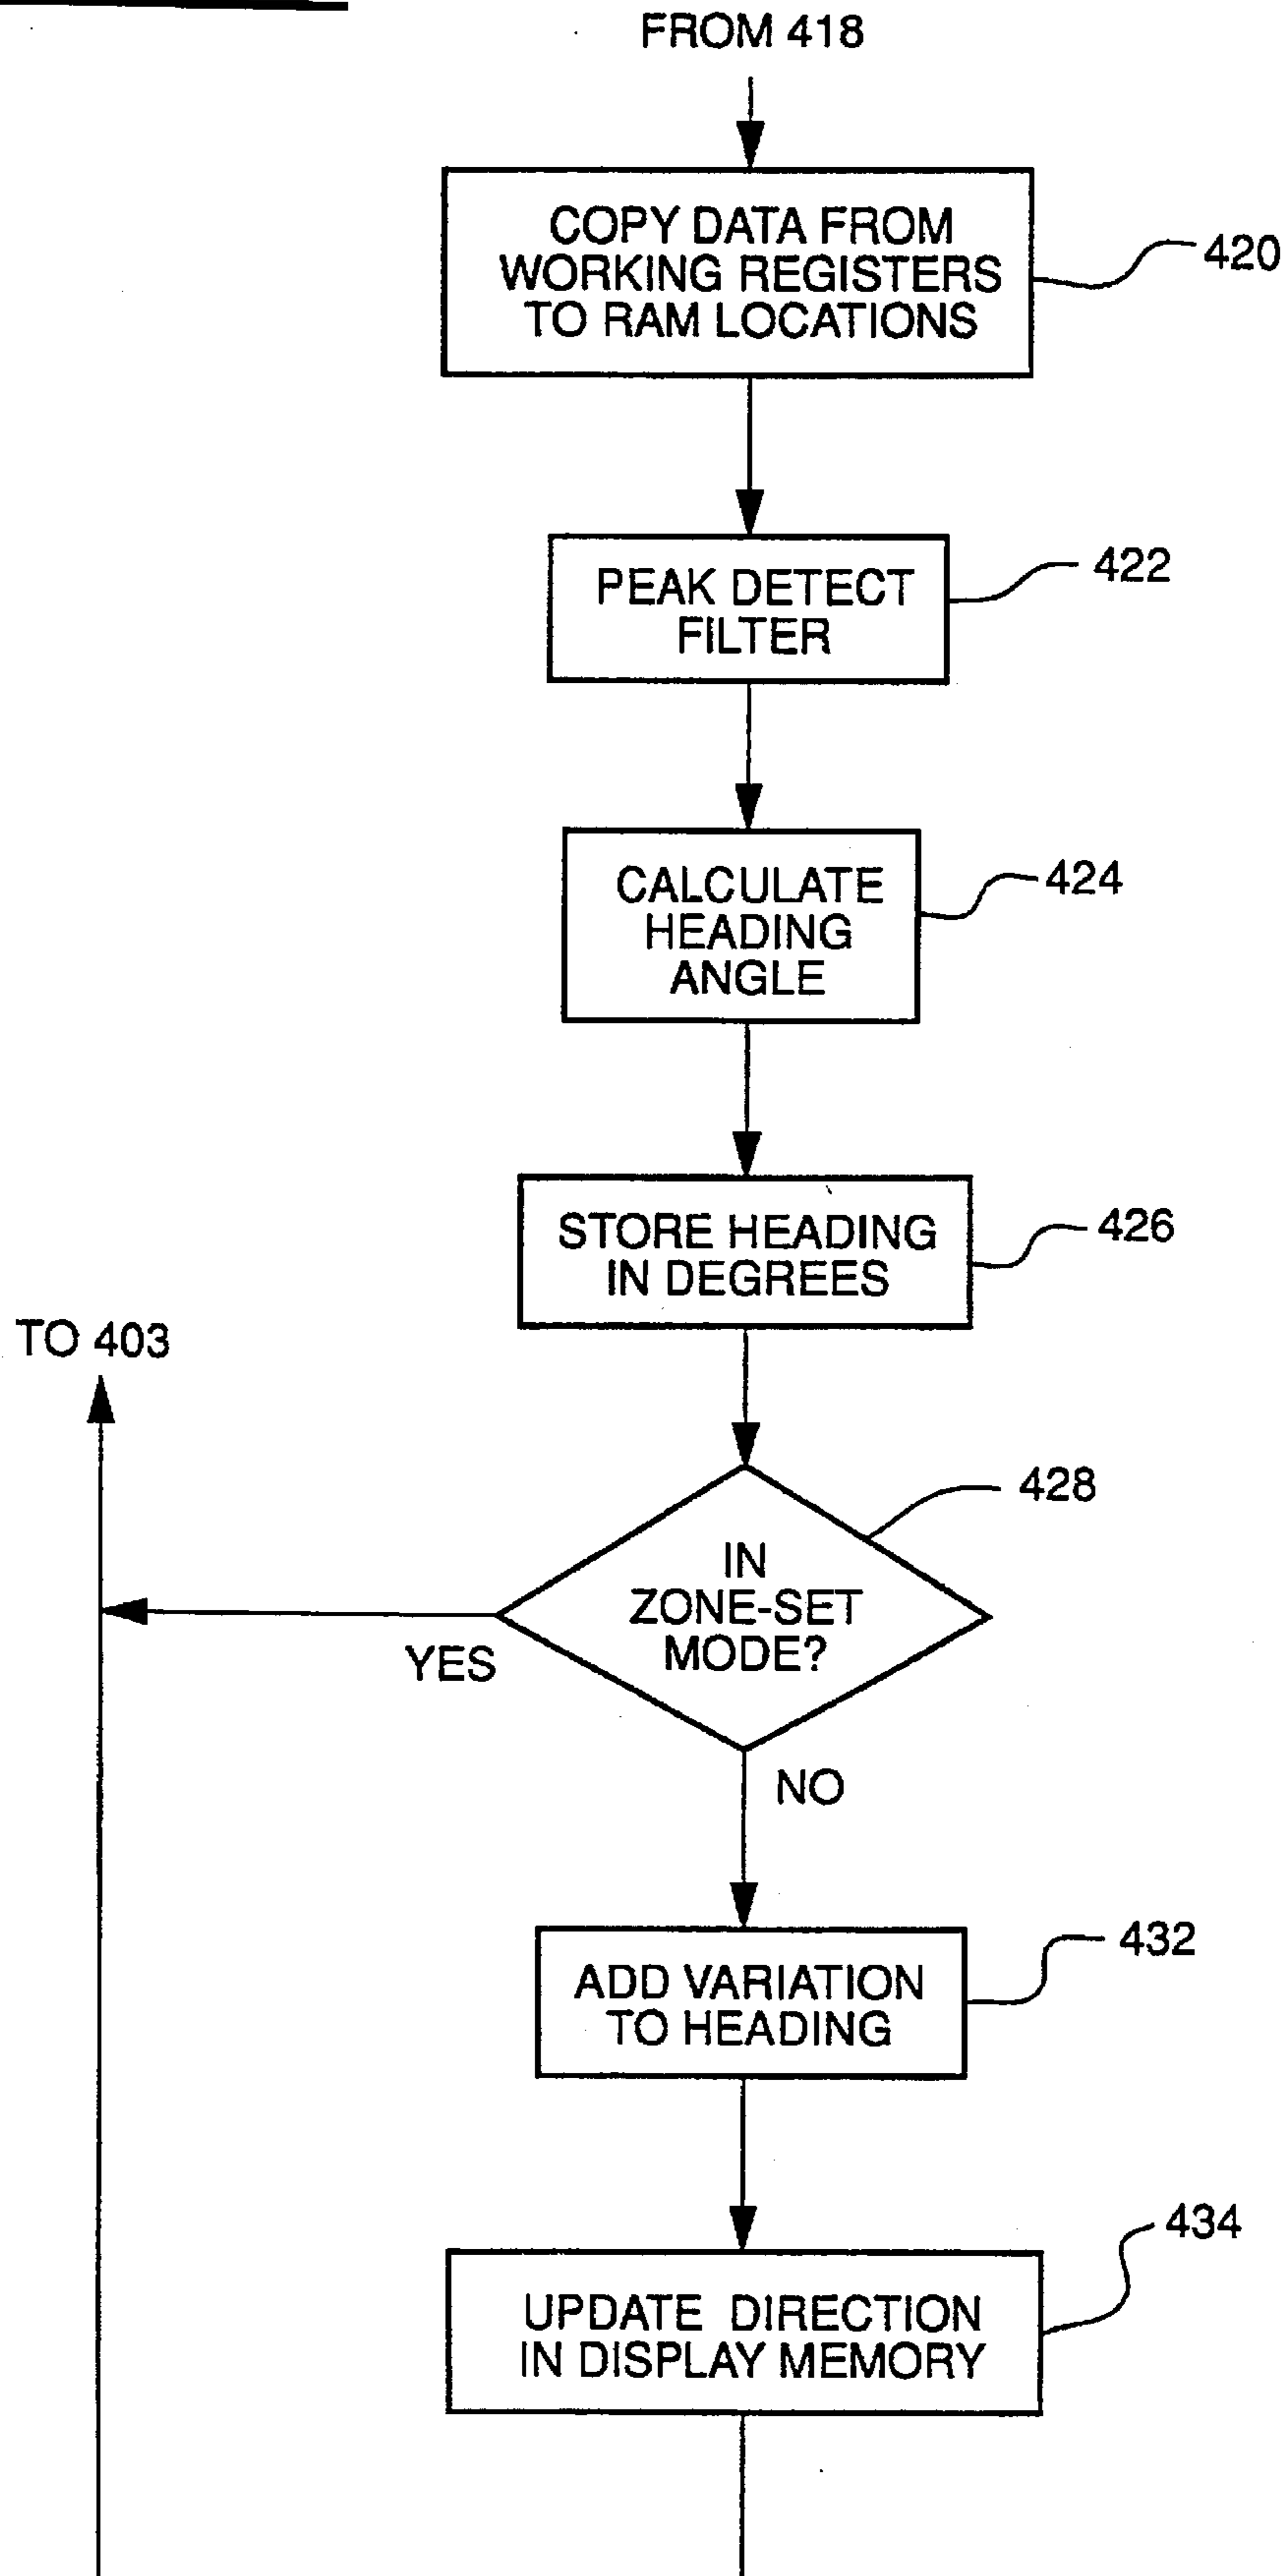 FROM 418
COPY DATA FROM
WORKING REGISTERS
TO RAM LOCATIONS
420
PEAK DETECT
FILTER
422
CALCULATE
HEADING
ANGLE
424
STORE HEADING
IN DEGREES
426
TO 403
IN
ZONE-SET
MODE?
428
YES
NO
ADD VARIATION
TO HEADING
432
UPDATE DIRECTION
IN DISPLAY MEMORY
434